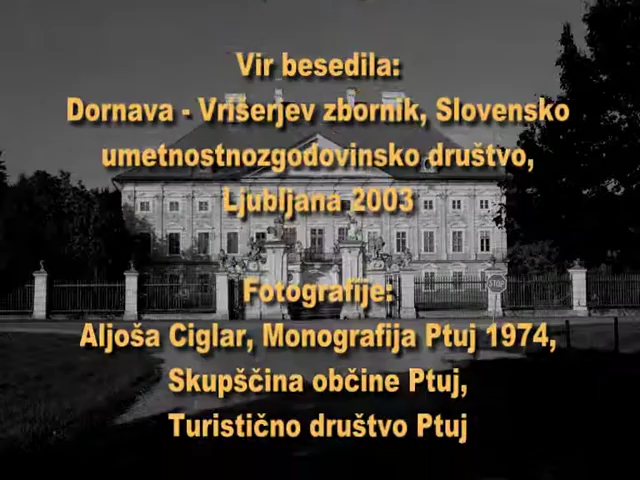 Vir besedila:
Dornava - Vrišerjev zbornik, Slovensko
umetnostnozgodovinsko društvo,
Ljubljana 2003
STOP
Fotografije:
Aljoša Ciglar, Monografija Ptuj 1974,
Skupščina občine Ptuj,
Turistično društvo Ptuj